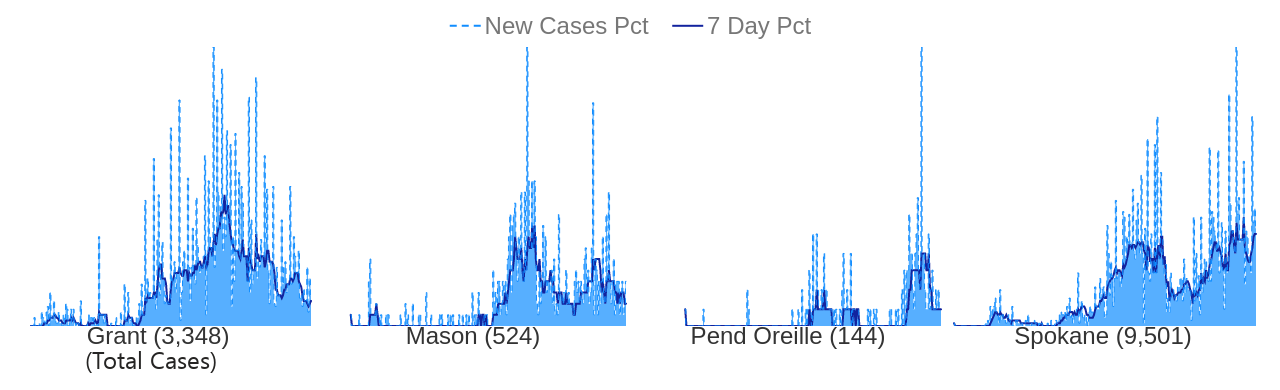 New Cases Pct 7 Day Pct
Grant (3,348) Mason (524) Pend Oreille (144) Spokane (9,501)
(Total Cases)